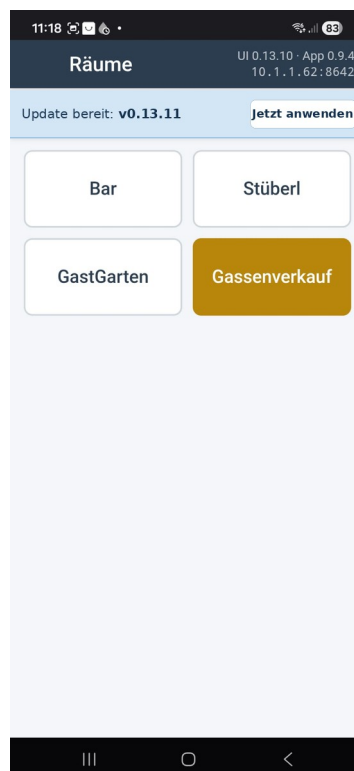 11:18
83
Räume
UI 0.13.10 · App 0.9.4
10.1.1.62:8642
Update bereit: v0.13.11
Jetzt anwenden
Bar
Stüberl
GastGarten
Gassenverkauf